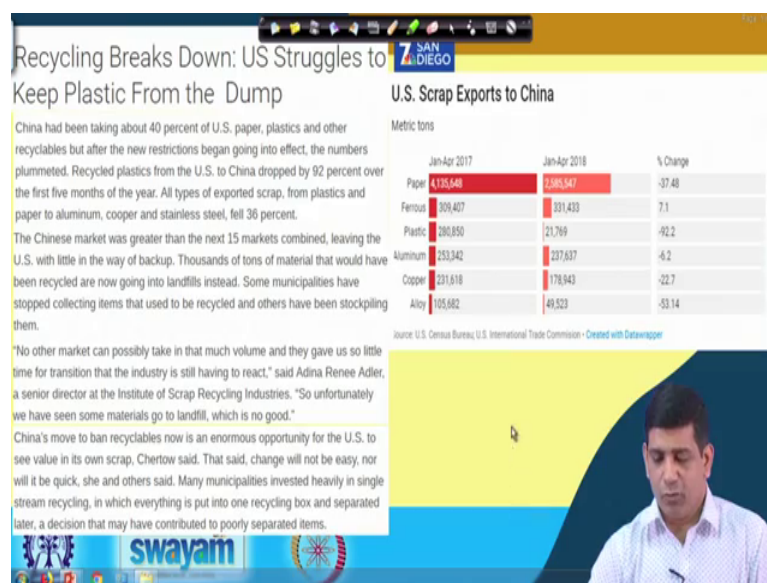 Recycling Breaks Down: US Struggles to
Keep Plastic From the Dump
China had been taking about 40 percent of U.S. paper, plastics and other
recyclables but after the new restrictions began going into effect, the numbers
plummeted. Recycled plastics from the U.S. to China dropped by 92 percent over
the first five months of the year. All types of exported scrap, from plastics and
paper to aluminum, cooper and stainless steel, fell 36 percent.
The Chinese market was greater than the next 15 markets combined, leaving the
U.S. with little in the way of backup. Thousands of tons of material that would have
been recycled are now going into landfills instead. Some municipalities have
stopped collecting items that used to be recycled and others have been stockpiling
them.
"No other market can possibly take in that much volume and they gave us so little
time for transition that the industry is still having to react," said Adina Renee Adler,
a senior director at the Institute of Scrap Recycling Industries. "So unfortunately
we have seen some materials go to landfill, which is no good."
China's move to ban recyclables now is an enormous opportunity for the U.S. to
see value in its own scrap, Chertow said. That said, change will not be easy, nor
will it be quick, she and others said. Many municipalities invested heavily in single
stream recycling, in which everything is put into one recycling box and separated
later, a decision that may have contributed to poorly separated items.
swayam
7 SAN
DIEGO
U.S. Scrap Exports to China
Metric tons
Jan-Apr 2017 Jan-Apr 2018 % Change
Paper 4,135,648 2,585,547 -37.48
Ferrous 309,407 331,433 7.1
Plastic 280,850 21,769 -92.2
Aluminum 253,342 237,637 -6.2
Copper 231,618 178,943 -22.7
Alloy 105,682 49,523 -53.14
Source: U.S. Census Bureau; U.S. International Trade Commision • Created with Datawrapper